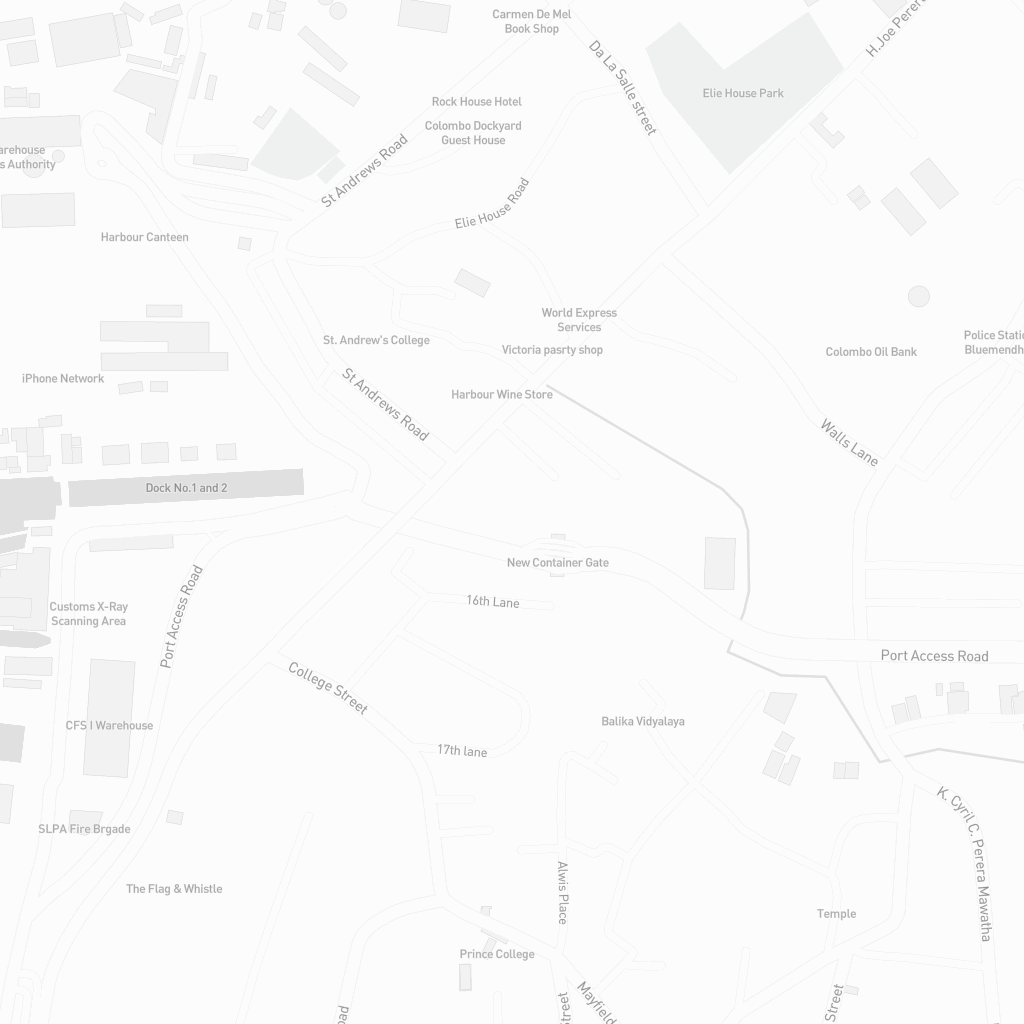 Carmen De Mel
Book Shop
Da La Salle street
H.Joe Perera
Elie House Park
Rock House Hotel
Colombo Dockyard
Guest House
St Andrews Road
s Authority
Elie House Road
Harbour Canteen
World Express
Services
St. Andrew's College
Victoria pasrty shop
Colombo Oil Bank
Police Stati
Bluemendh
iPhone Network
St Andrews Road
Harbour Wine Store
Walls Lane
Dock No.1 and 2
New Container Gate
Port Access Road
16th Lane
Customs X-Ray
Scanning Area
Port Access Road
College Street
CFS I Warehouse
Balika Vidyalaya
17th lane
SLPA Fire Brgade
K. Cyril C. Perera Mawatha
The Flag & Whistle
Alwis Place
Temple
Prince College
Mayfield
Street
treet
oad